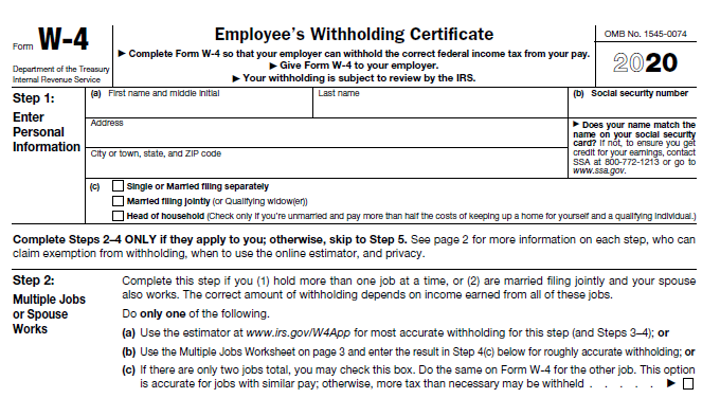 Form W-4
Department of the Treasury
Internal Revenue Service
Employee's Withholding Certificate
▶ Complete Form W-4 so that your employer can withhold the correct federal income tax from your pay.
▶ Give Form W-4 to your employer.
▶ Your withholding is subject to review by the IRS.
OMB No. 1545-0074
2020
Step 1:
Enter
Personal
Information
(a) First name and middle initial
Last name
(b) Social security number
Address
City or town, state, and ZIP code
▶ Does your name match the
name on your social security
card? If not, to ensure you get
credit for your earnings, contact
SSA at 800-772-1213 or go to
www.ssa.gov.
(c) Single or Married filing separately
Married filing jointly (or Qualifying widow(er))
Head of household (Check only if you're unmarried and pay more than half the costs of keeping up a home for yourself and a qualifying individual.)
Complete Steps 2–4 ONLY if they apply to you; otherwise, skip to Step 5. See page 2 for more information on each step, who can
claim exemption from withholding, when to use the online estimator, and privacy.
Step 2:
Multiple Jobs
or Spouse
Works
Complete this step if you (1) hold more than one job at a time, or (2) are married filing jointly and your spouse
also works. The correct amount of withholding depends on income earned from all of these jobs.
Do only one of the following.
(a) Use the estimator at www.irs.gov/W4App for most accurate withholding for this step (and Steps 3–4); or
(b) Use the Multiple Jobs Worksheet on page 3 and enter the result in Step 4(c) below for roughly accurate withholding; or
(c) If there are only two jobs total, you may check this box. Do the same on Form W-4 for the other job. This option
is accurate for jobs with similar pay; otherwise, more tax than necessary may be withheld . . . . . ▶